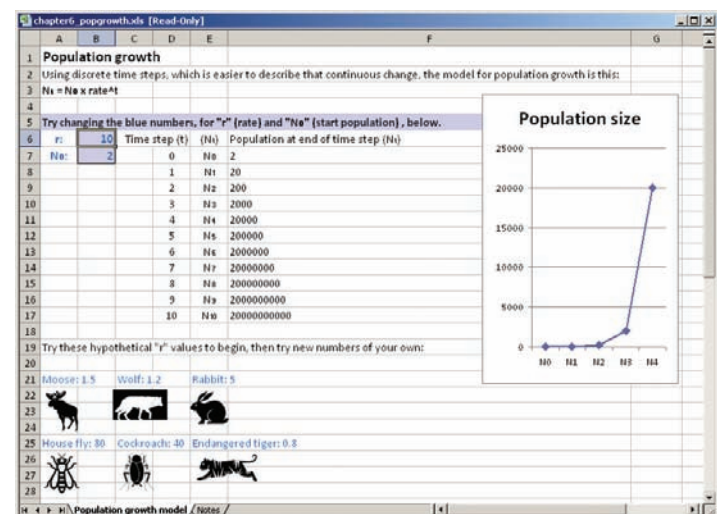 chapter6_popgrowth.xls [Read-Only]
A B C D E F G
1 Population growth
2 Using discrete time steps, which is easier to describe that continuous change, the model for population growth is this:
3 Nt = N0 x rate^t
4
5 Try changing the blue numbers, for "r" (rate) and "N0" (start population) , below.
6 r: 10 Time step (t) (Nt) Population at end of time step (Nt)
7 N0: 2 0 N0 2
8 1 N1 20
9 2 N2 200
10 3 N3 2000
11 4 N4 20000
12 5 N5 200000
13 6 N6 2000000
14 7 N7 20000000
15 8 N8 200000000
16 9 N9 2000000000
17 10 N10 20000000000
18
19 Try these hypothetical "r" values to begin, then try new numbers of your own:
20
21 Moose: 1.5 Wolf: 1.2 Rabbit: 5
22
23
24
25 House fly: 80 Cockroach: 40 Endangered tiger: 0.8
26
27
28
Population size
25000
20000
15000
10000
5000
0
N0 N1 N2 N3 N4
Population growth model Notes